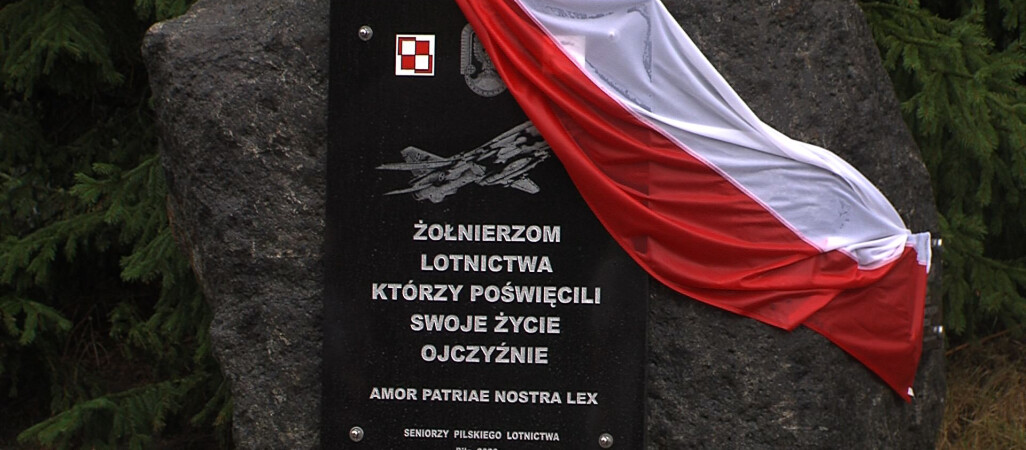 ŻOŁNIERZOM
LOTNICTWA
KTÓRZY POŚWIĘCILI
SWOJE ŻYCIE
OJCZYŹNIE
AMOR PATRIAE NOSTRA LEX
SENIORZY PILSKIEGO LOTNICTWA